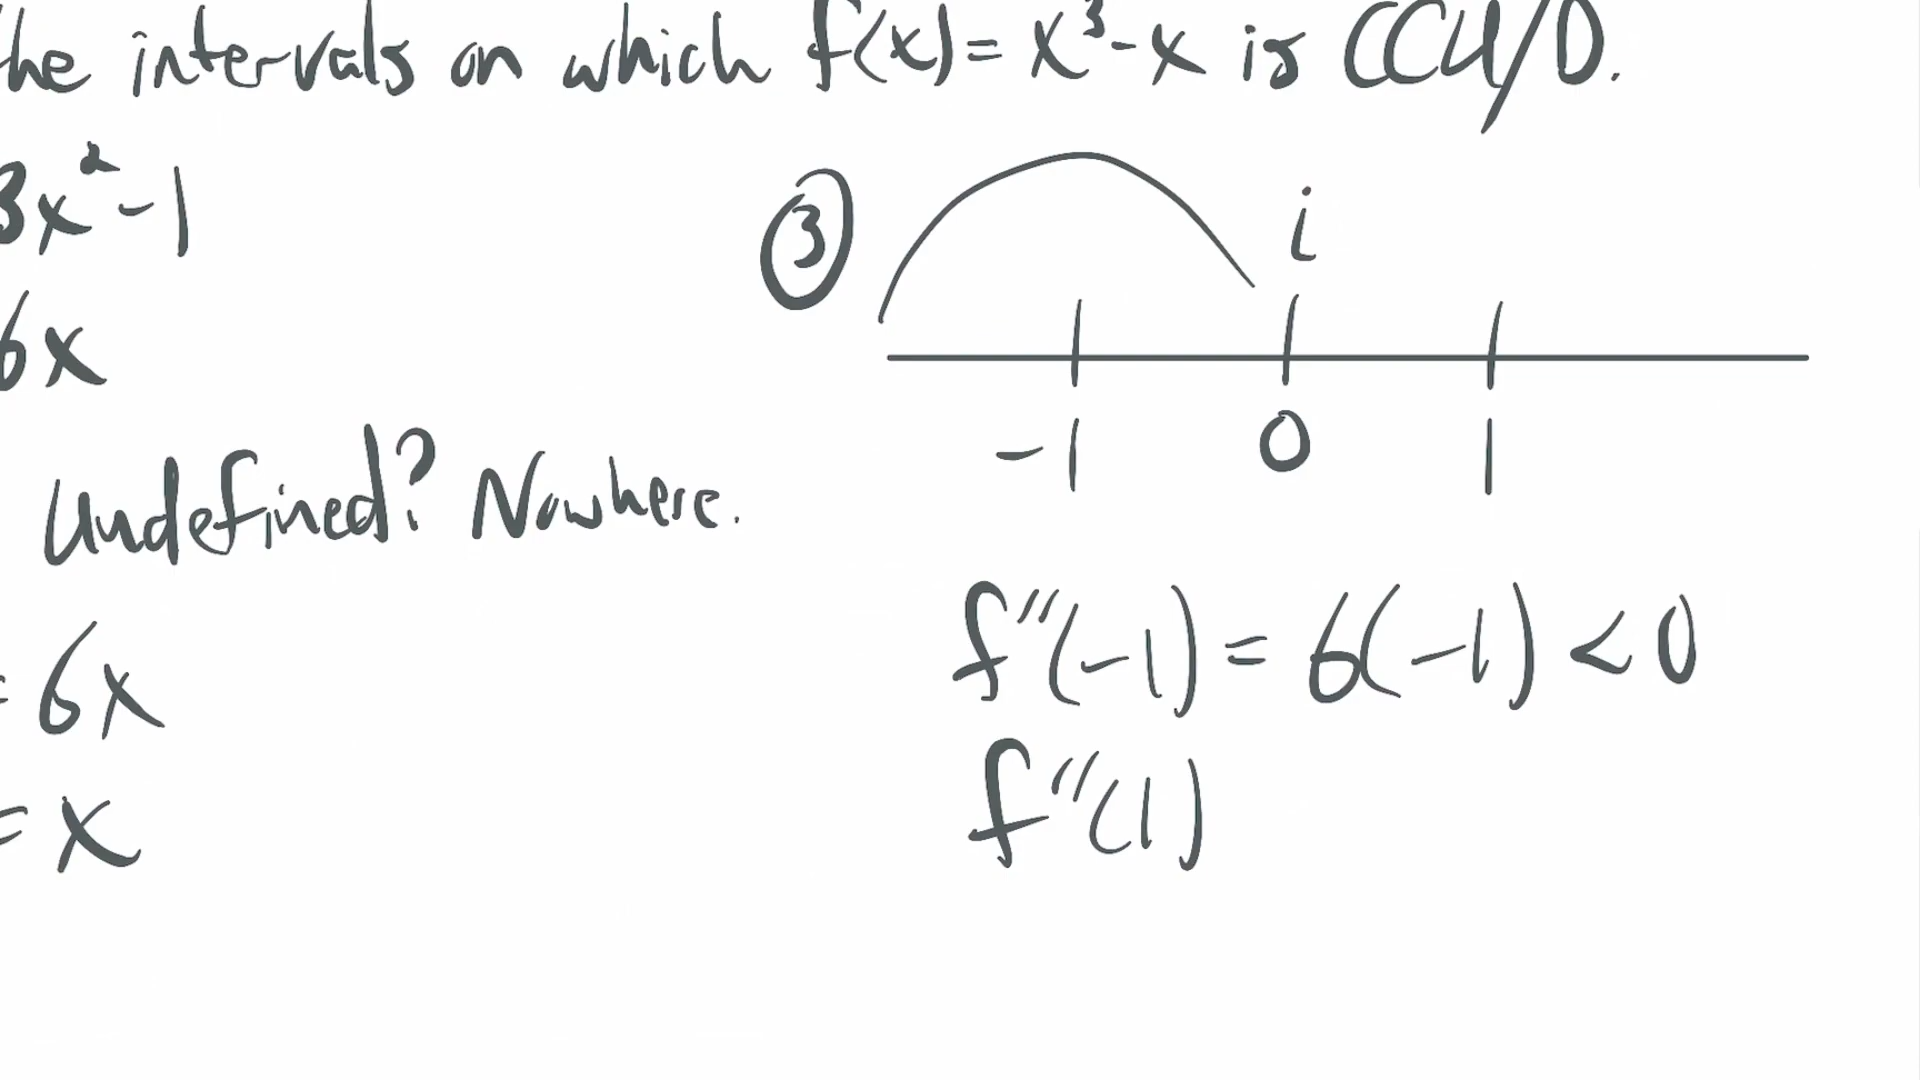 the intervals on which f(x)= x³-x is CCU/D.
3x²-1
③
i
6x
-1 0 1
Undefined? Nowhere.
f″(-1) = 6(-1) < 0
= 6x
f″(1)
= x